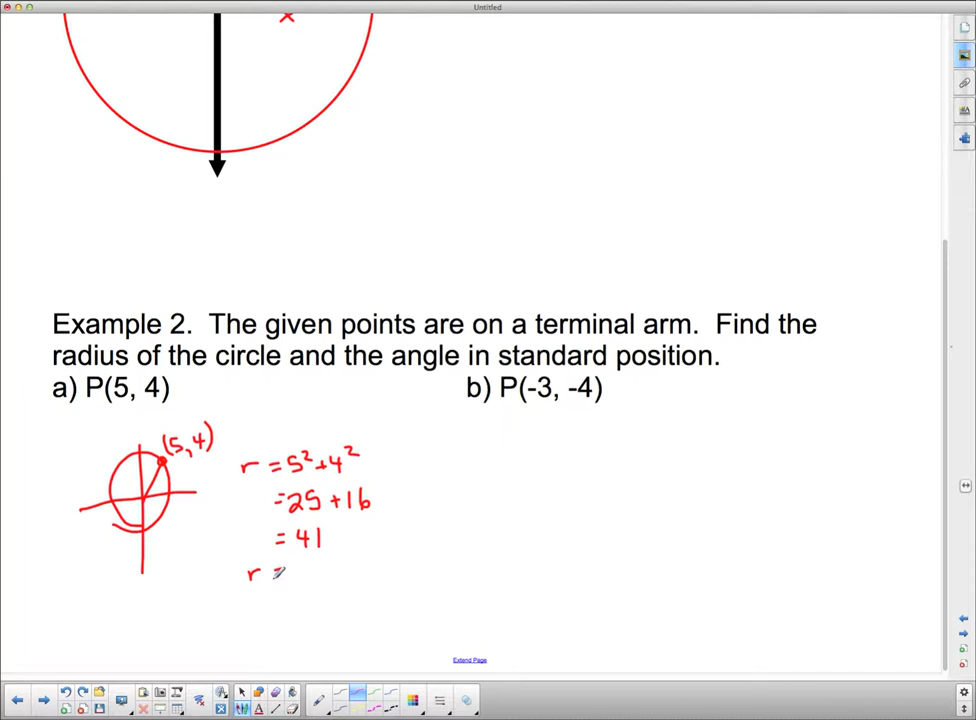 Untitled
x
Example 2. The given points are on a terminal arm. Find the
radius of the circle and the angle in standard position.
a) P(5, 4)
b) P(-3, -4)
(5,4)
r = 5²+4²
=25+16
= 41
r =
Extend Page